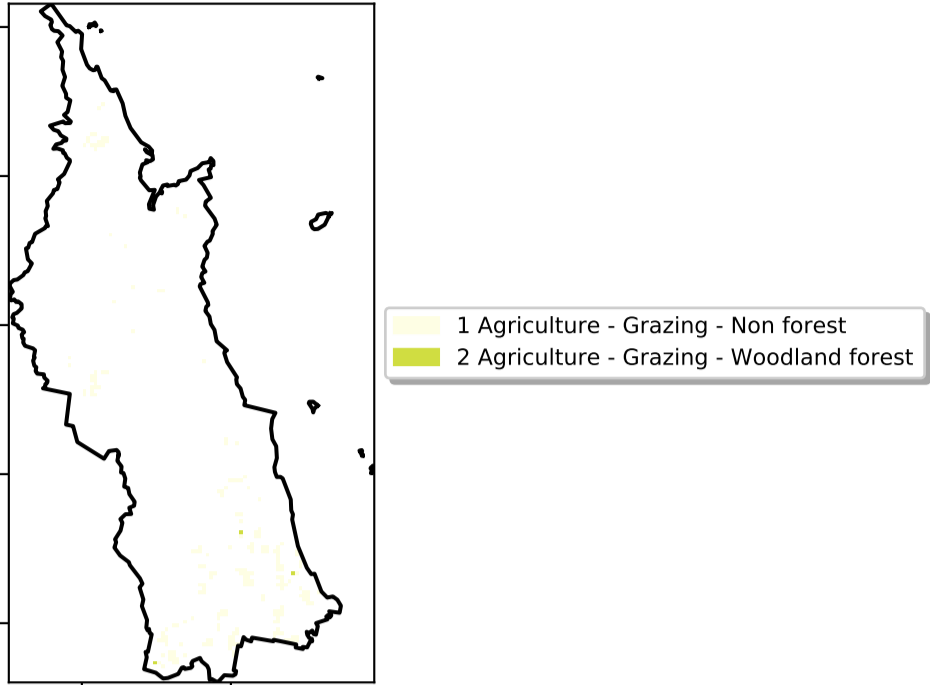 1 Agriculture - Grazing - Non forest
2 Agriculture - Grazing - Woodland forest